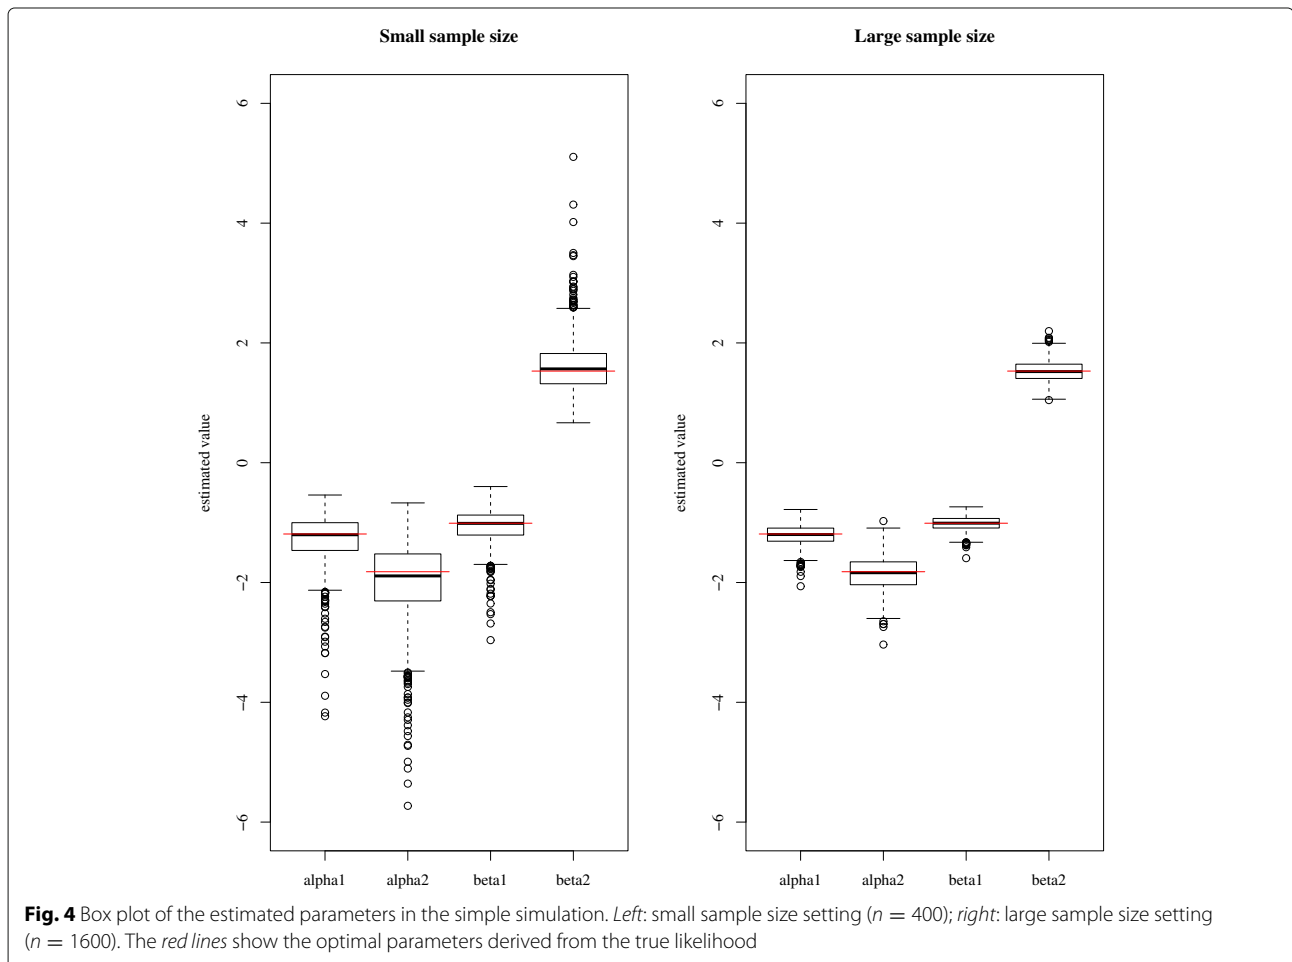 Small sample size
Large sample size
estimated value
6
4
2
0
−2
−4
−6
alpha1 alpha2 beta1 beta2
estimated value
6
4
2
0
−2
−4
−6
alpha1 alpha2 beta1 beta2
Fig. 4 Box plot of the estimated parameters in the simple simulation. Left: small sample size setting (n = 400); right: large sample size setting
(n = 1600). The red lines show the optimal parameters derived from the true likelihood